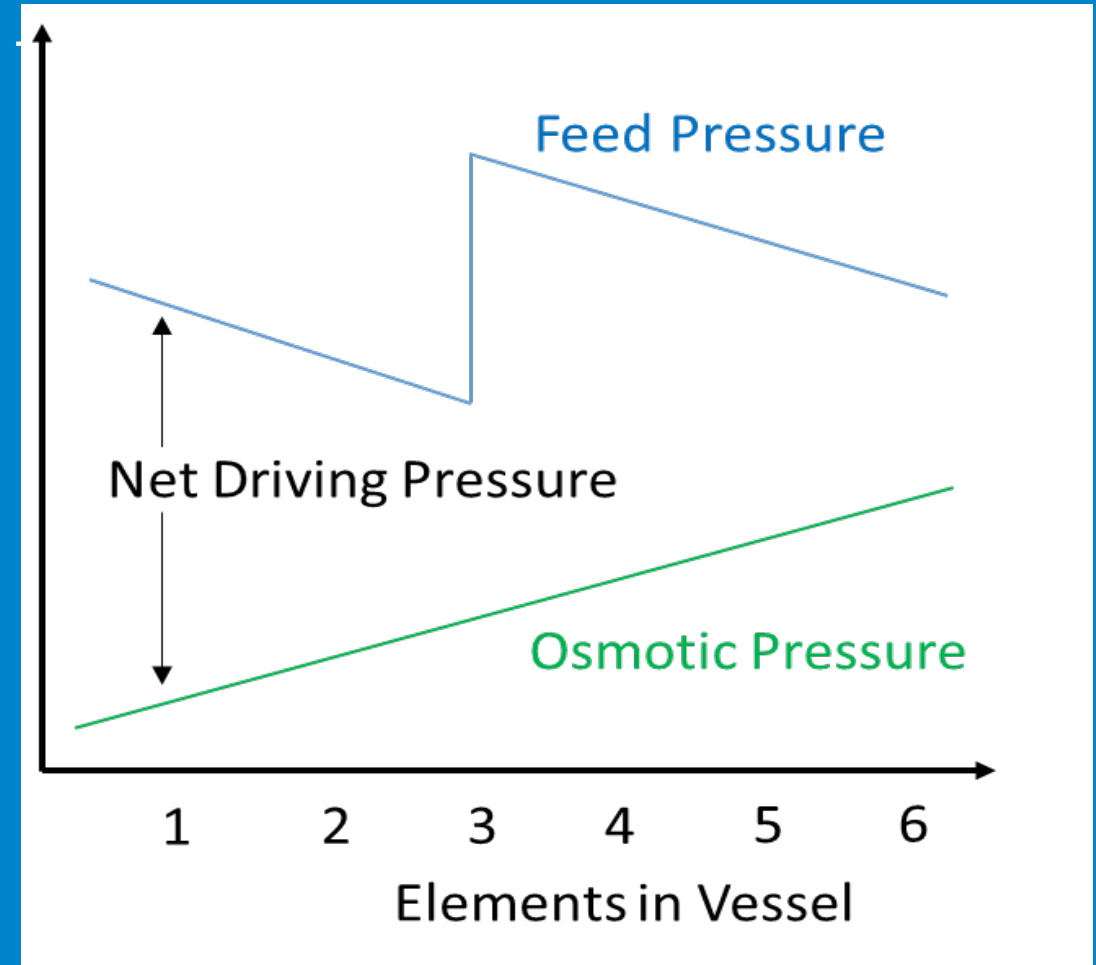 Feed Pressure
Net Driving Pressure
Osmotic Pressure
1 2 3 4 5 6
Elements in Vessel